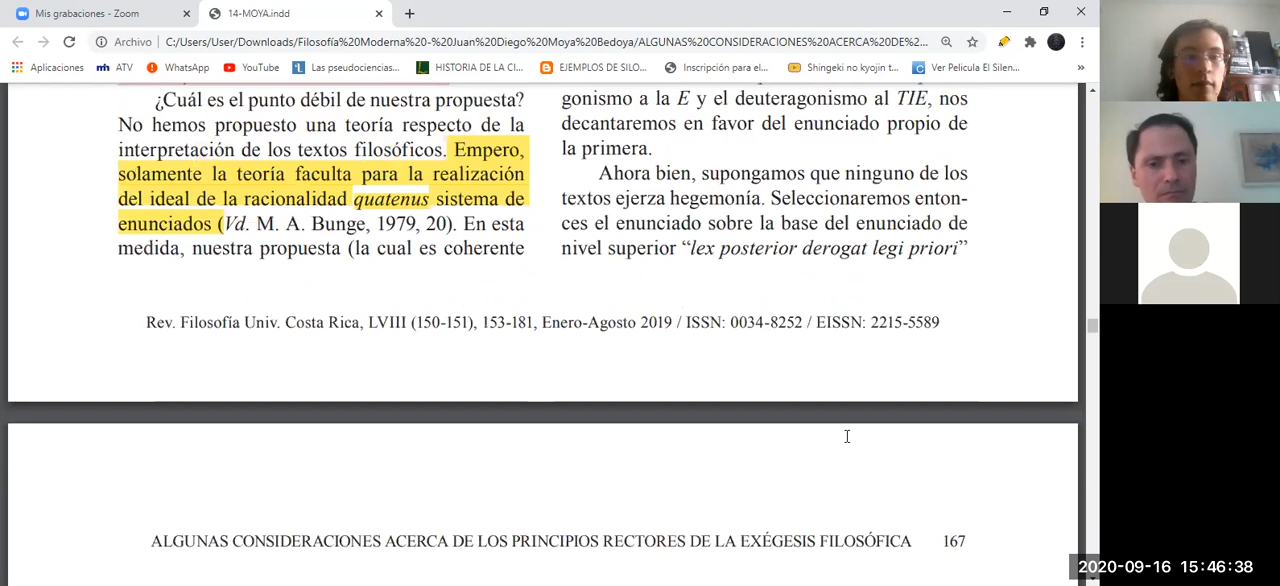 Mis grabaciones - Zoom
14-MOYA.indd
Archivo
C:/Users/User/Downloads/Filosofía%20Moderna%20-%20Juan%20Diego%20Moya%20Bedoya/ALGUNAS%20CONSIDERACIONES%20ACERCA%20DE%2...
Aplicaciones
mh ATV
WhatsApp
YouTube
Las pseudociencias...
HISTORIA DE LA CI...
EJEMPLOS DE SILO...
Inscripción para el...
Shingeki no kyojin t...
Ver Pelicula El Silen...
»
¿Cuál es el punto débil de nuestra propuesta?
No hemos propuesto una teoría respecto de la
interpretación de los textos filosóficos. Empero,
solamente la teoría faculta para la realización
del ideal de la racionalidad quatenus sistema de
enunciados (Vd. M. A. Bunge, 1979, 20). En esta
medida, nuestra propuesta (la cual es coherente
gonismo a la E y el deuteragonismo al TIE, nos
decantaremos en favor del enunciado propio de
la primera.
Ahora bien, supongamos que ninguno de los
textos ejerza hegemonía. Seleccionaremos enton-
ces el enunciado sobre la base del enunciado de
nivel superior “lex posterior derogat legi priori”
Rev. Filosofía Univ. Costa Rica, LVIII (150-151), 153-181, Enero-Agosto 2019 / ISSN: 0034-8252 / EISSN: 2215-5589
ALGUNAS CONSIDERACIONES ACERCA DE LOS PRINCIPIOS RECTORES DE LA EXÉGESIS FILOSÓFICA 167
2020-09-16 15:46:38